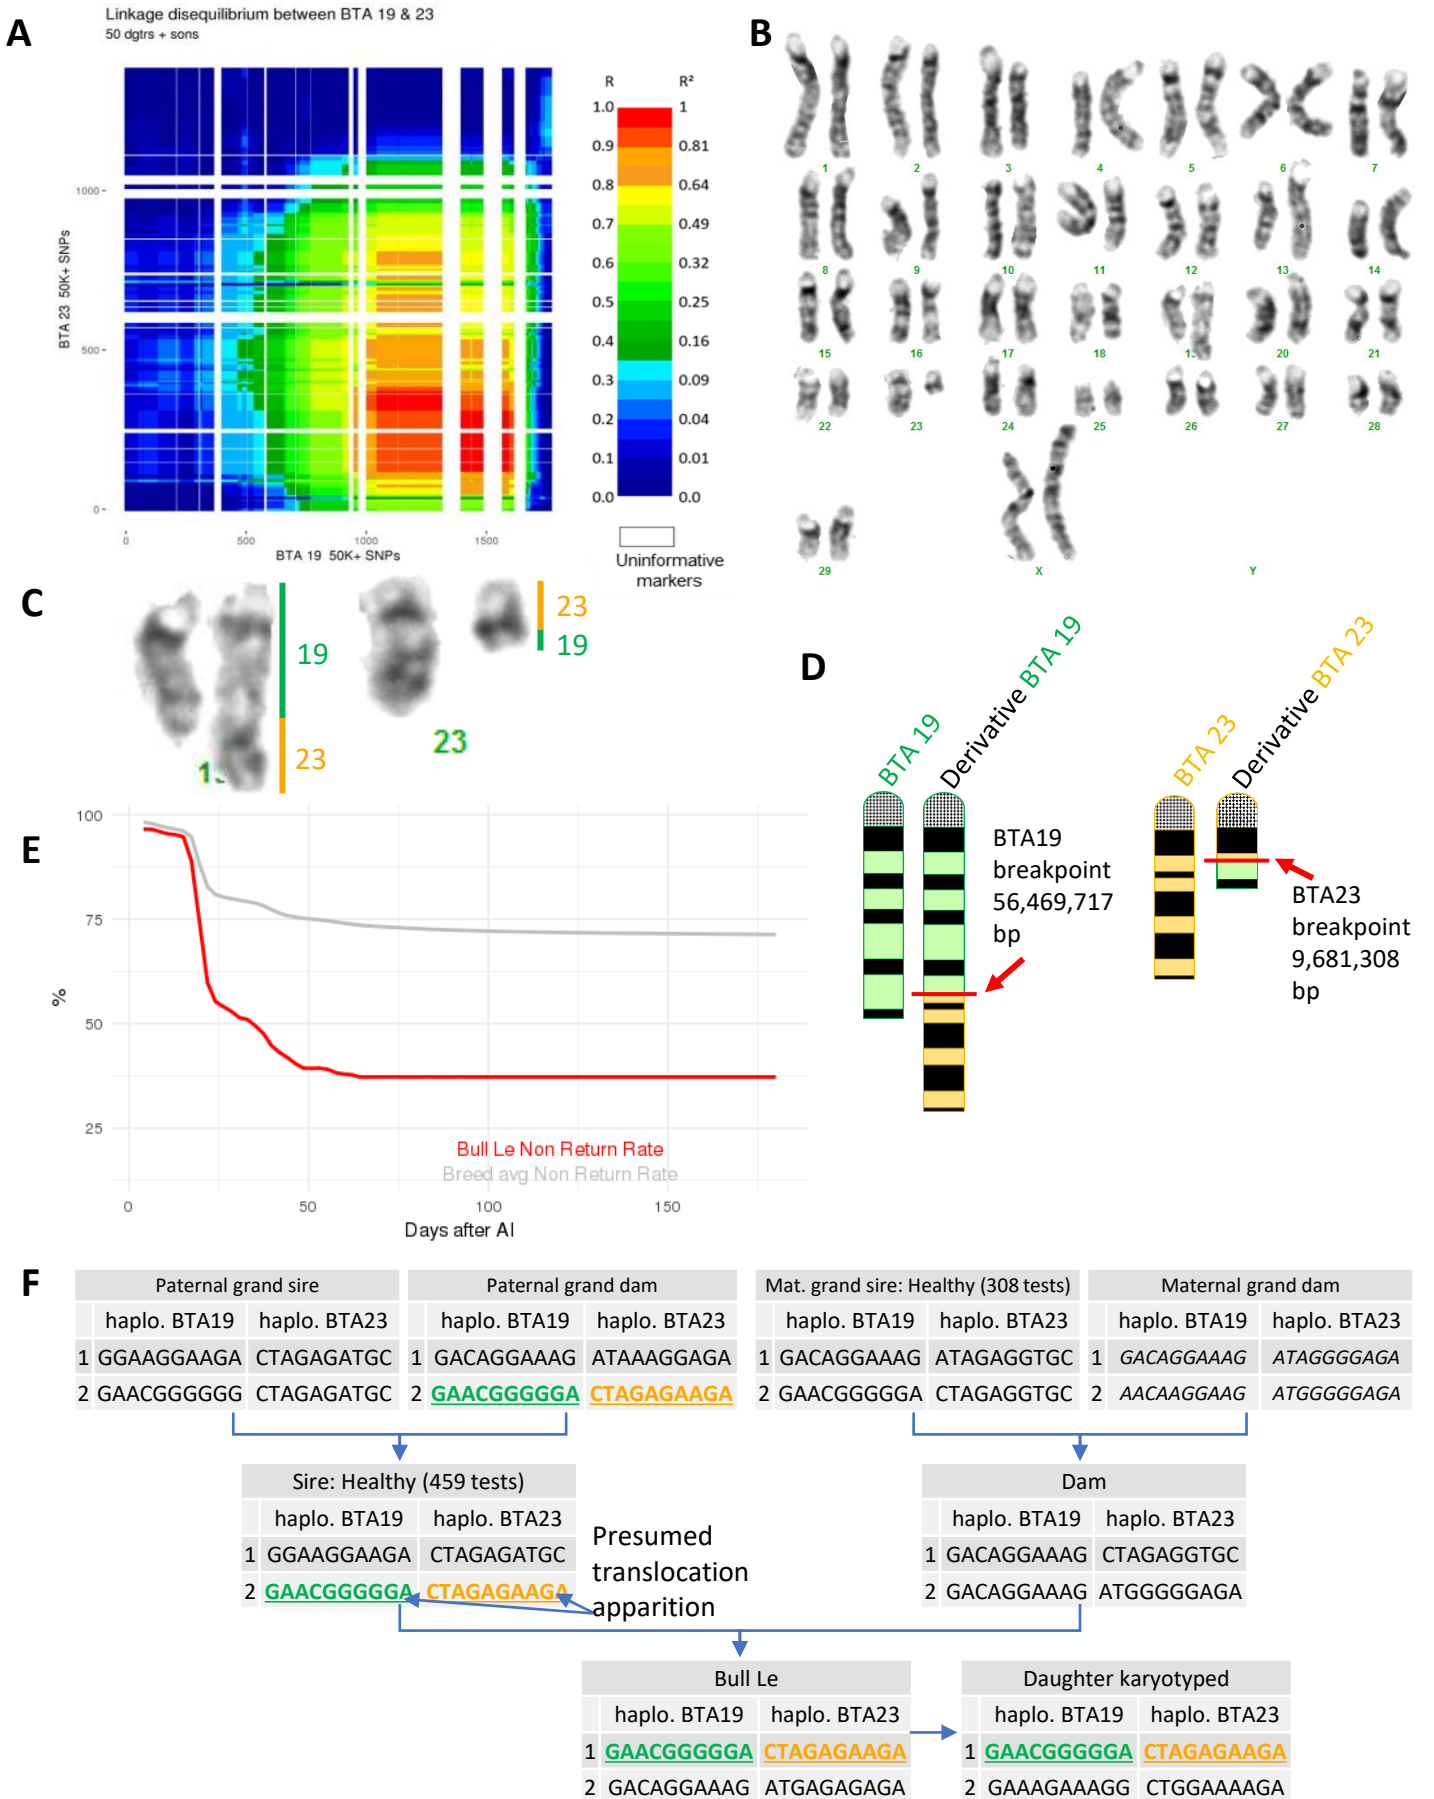 A
Linkage disequilibrium between BTA 19 & 23
50 dgtrs + sons
BTA 23 50K+ SNPs
1000
500
0
0
500
1000
1500
BTA 19 50K+ SNPs
R
R²
1.0
1
0.9
0.81
0.8
0.64
0.7
0.49
0.6
0.32
0.5
0.25
0.4
0.16
0.3
0.09
0.2
0.04
0.1
0.01
0.0
0.0
Uninformative
markers
B
1 2 3 4 5 6 7
8 9 10 11 12 13 14
15 16 17 18 20 21
22 23 24 25 26 27 28
29 X Y
C
19
23
23
19
23
D
BTA 19
Derivative BTA 19
BTA19
breakpoint
56,469,717
bp
BTA 23
Derivative BTA 23
BTA23
breakpoint
9,681,308
bp
E
100
75
50
25
%
0
50
100
150
Days after AI
Bull Le Non Return Rate
Breed avg Non Return Rate
F
Paternal grand sire
haplo. BTA19 haplo. BTA23
1 GGAAGGAAGA CTAGAGATGC
2 GAACGGGGGG CTAGAGATGC
Paternal grand dam
haplo. BTA19 haplo. BTA23
1 GACAGGAAAG ATAAAGGAGA
2 GAACGGGGGA CTAGAGAAGA
Mat. grand sire: Healthy (308 tests)
haplo. BTA19 haplo. BTA23
1 GACAGGAAAG ATAGAGGTGC
2 GAACGGGGGA CTAGAGGTGC
Maternal grand dam
haplo. BTA19 haplo. BTA23
1 GACAGGAAAG ATAGGGGAGA
2 AACAAGGAAG ATGGGGGAGA
Sire: Healthy (459 tests)
haplo. BTA19 haplo. BTA23
1 GGAAGGAAGA CTAGAGATGC
2 GAACGGGGGA CTAGAGAAGA
Presumed
translocation
apparition
Dam
haplo. BTA19 haplo. BTA23
1 GACAGGAAAG CTAGAGGTGC
2 GACAGGAAAG ATGGGGGAGA
Bull Le
haplo. BTA19 haplo. BTA23
1 GAACGGGGGA CTAGAGAAGA
2 GACAGGAAAG ATGAGAGAGA
Daughter karyotyped
haplo. BTA19 haplo. BTA23
1 GAACGGGGGA CTAGAGAAGA
2 GAAAGAAAGG CTGGAAAAGA